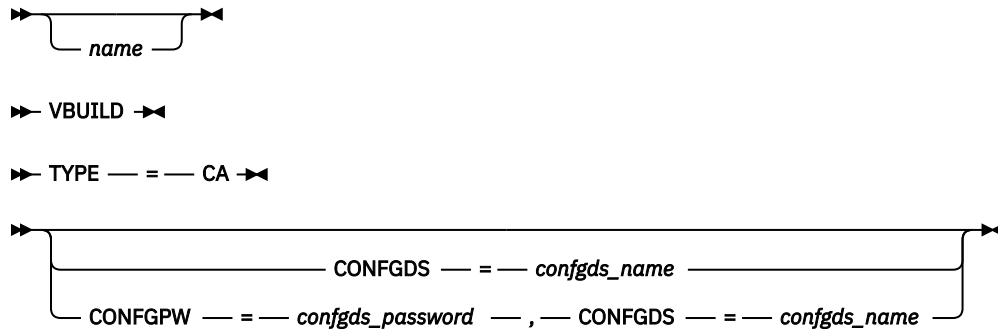 name
VBUILD
TYPE = CA
CONFGDS = confgds_name
CONFGPW = confgds_password , CONFGDS = confgds_name